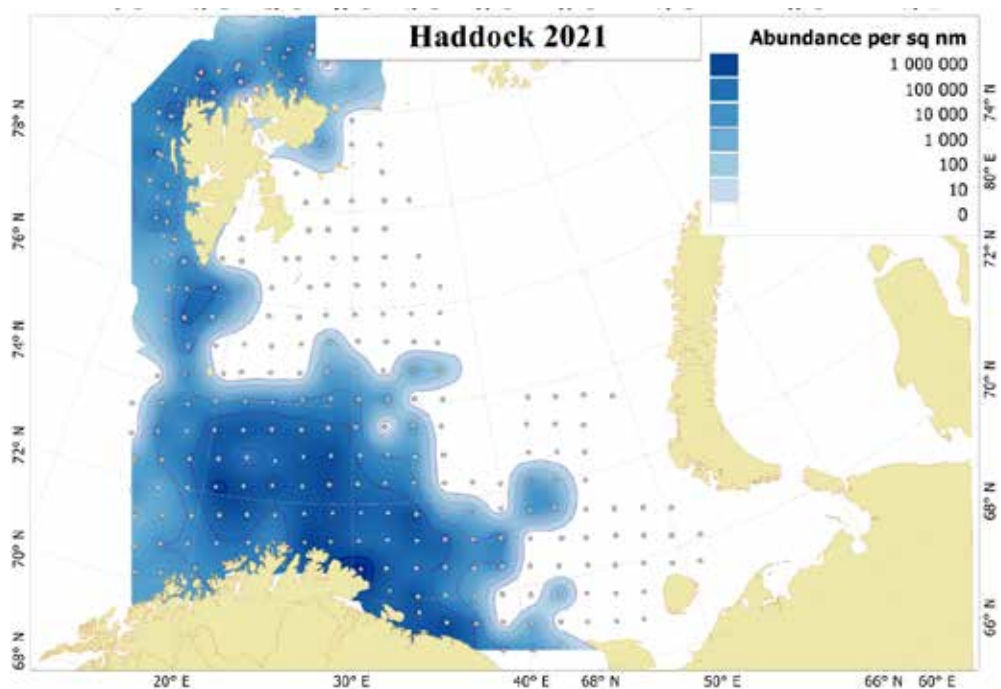 Haddock 2021
Abundance per sq nm
1 000 000
100 000
10 000
1 000
100
10
0
78° N
76° N
74° N
72° N
70° N
68° N
74° N
80° E
72° N
70° N
68° N
66° N
20° E
30° E
40° E
68° N
50° E
66° N
60° E